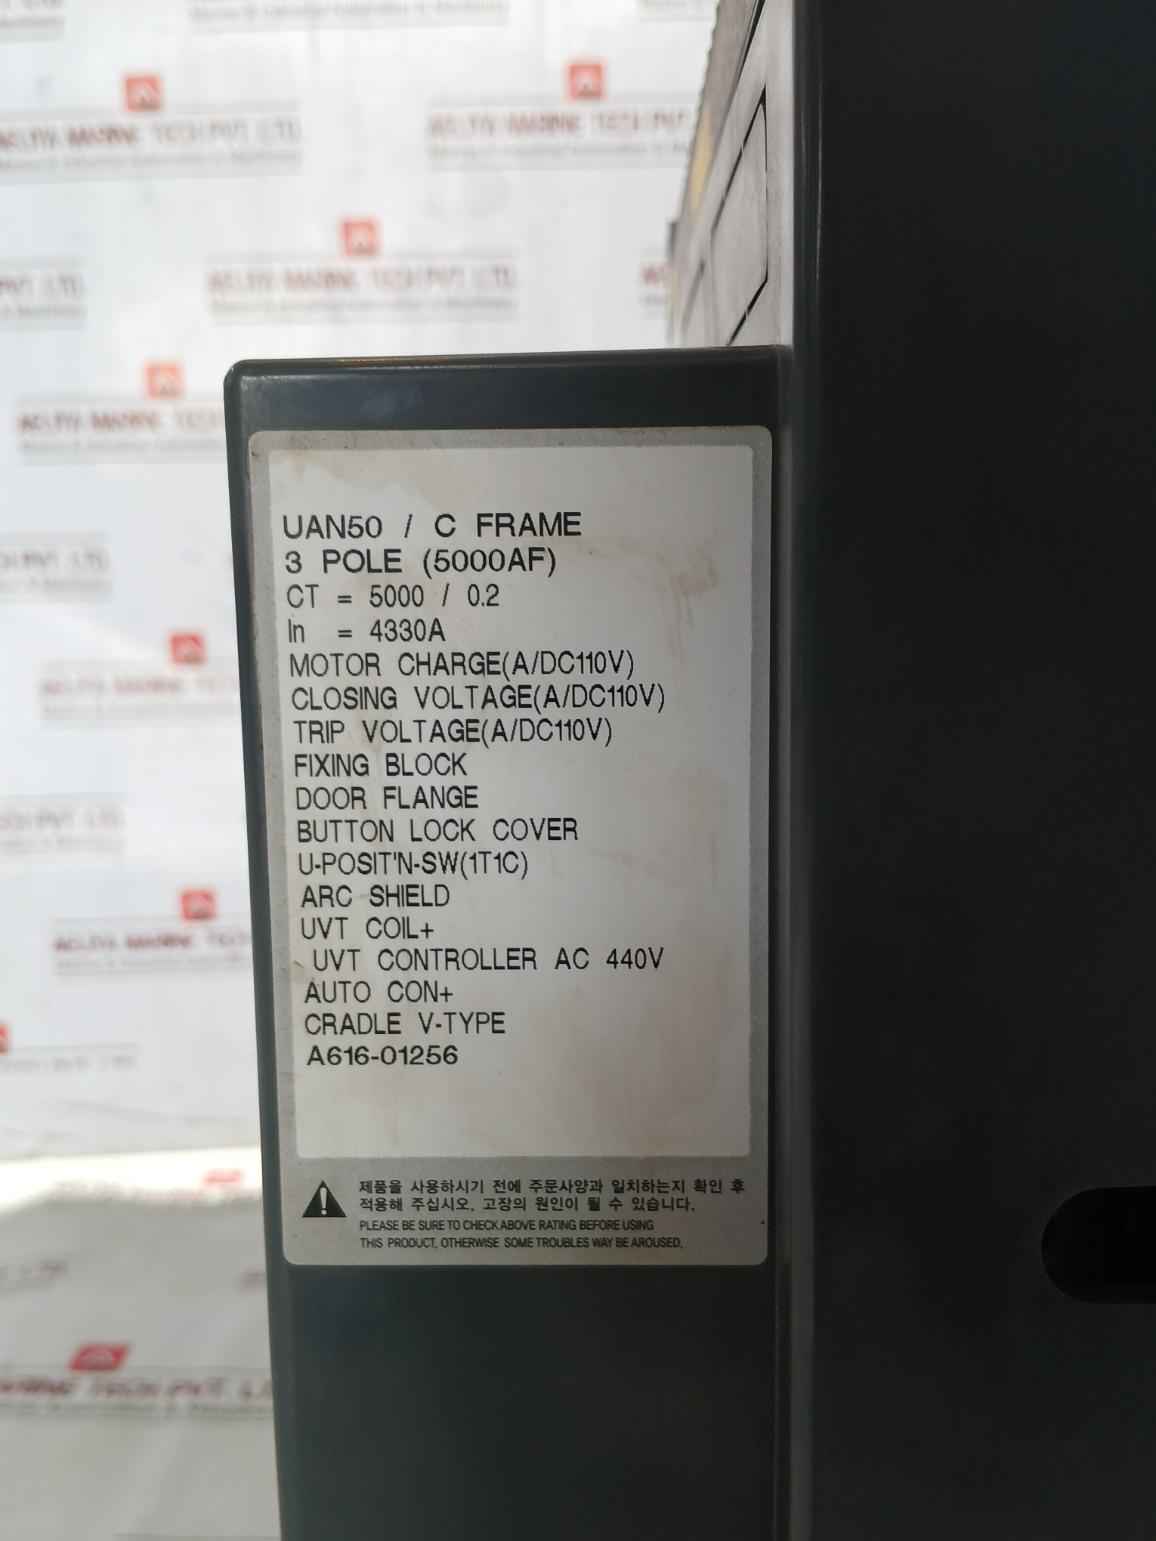 UAN50 / C FRAME
3 POLE (5000AF)
CT = 5000 / 0.2
In = 4330A
MOTOR CHARGE(A/DC110V)
CLOSING VOLTAGE(A/DC110V)
TRIP VOLTAGE(A/DC110V)
FIXING BLOCK
DOOR FLANGE
BUTTON LOCK COVER
U-POSIT'N-SW(1T1C)
ARC SHIELD
UVT COIL+
UVT CONTROLLER AC 440V
AUTO CON+
CRADLE V-TYPE
A616-01256
제품을 사용하시기 전에 주문사양과 일치하는지 확인 후
적용해 주십시오. 고장의 원인이 될 수 있습니다.
PLEASE BE SURE TO CHECK ABOVE RATING BEFORE USING
THIS PRODUCT, OTHERWISE SOME TROUBLES WAY BE AROUSED.